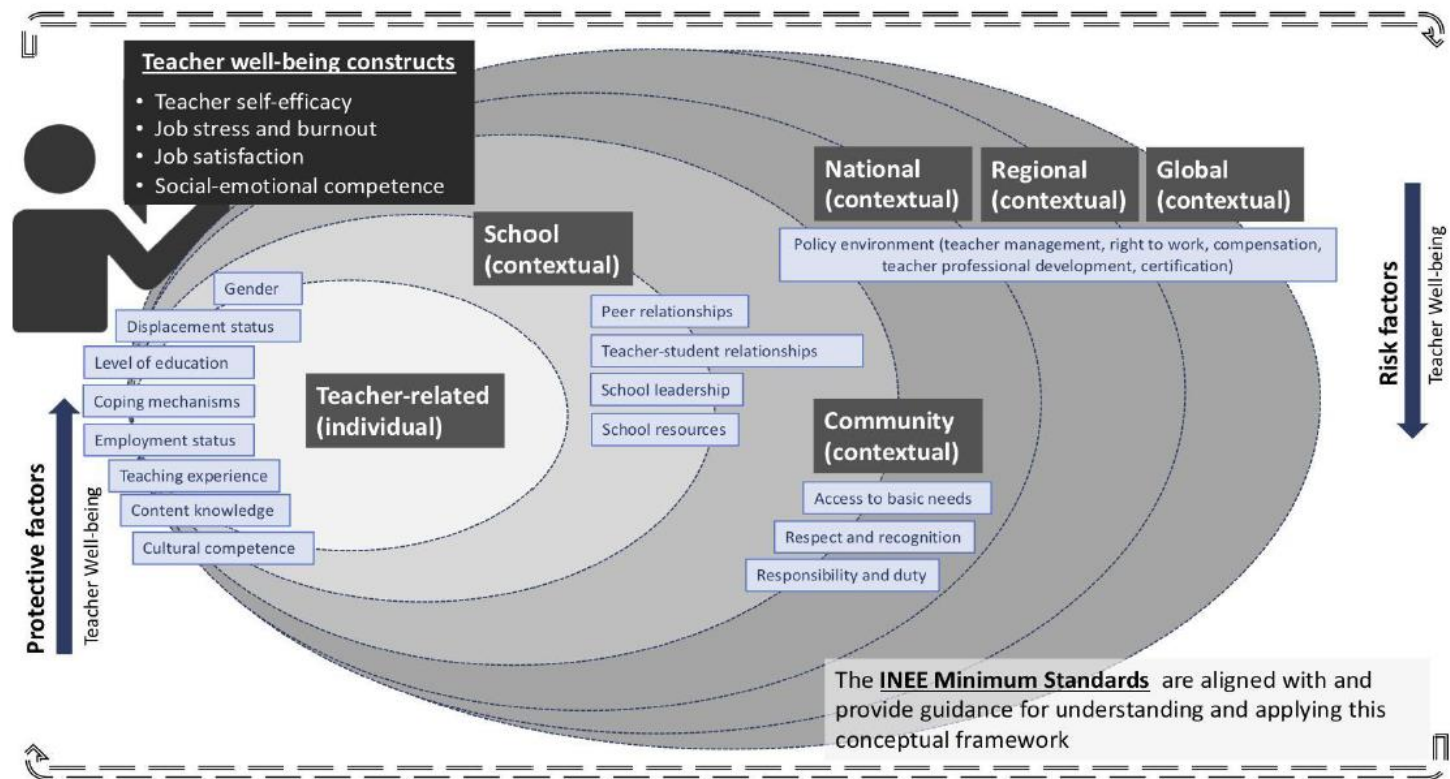 Teacher well-being constructs
• Teacher self-efficacy
• Job stress and burnout
• Job satisfaction
• Social-emotional competence
National
(contextual)
Regional
(contextual)
Global
(contextual)
Policy environment (teacher management, right to work, compensation,
teacher professional development, certification)
School
(contextual)
Peer relationships
Teacher-student relationships
School leadership
School resources
Gender
Displacement status
Level of education
Coping mechanisms
Employment status
Teaching experience
Content knowledge
Cultural competence
Teacher-related
(individual)
Community
(contextual)
Access to basic needs
Respect and recognition
Responsibility and duty
Protective factors
Teacher Well-being
Risk factors
Teacher Well-being
The INEE Minimum Standards are aligned with and
provide guidance for understanding and applying this
conceptual framework